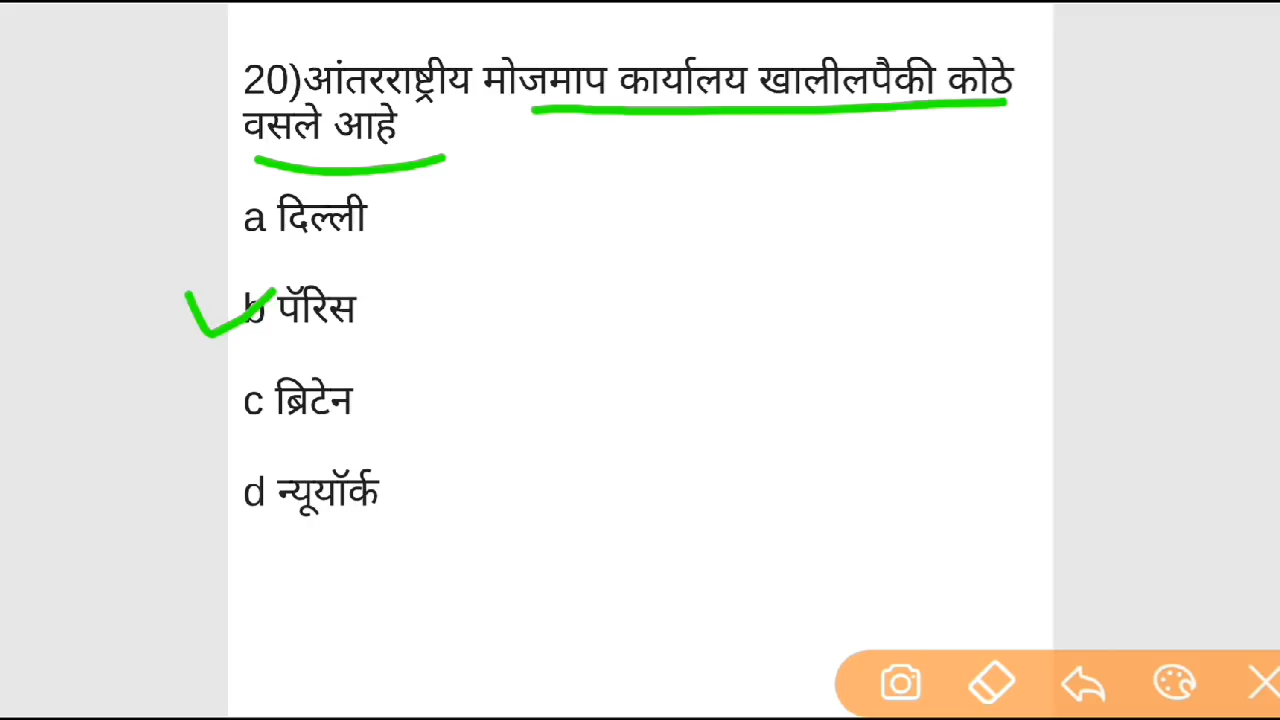 20)आंतरराष्ट्रीय मोजमाप कार्यालय खालीलपैकी कोठे
वसले आहे
a दिल्ली
b पॅरिस
c ब्रिटेन
d न्यूयॉर्क